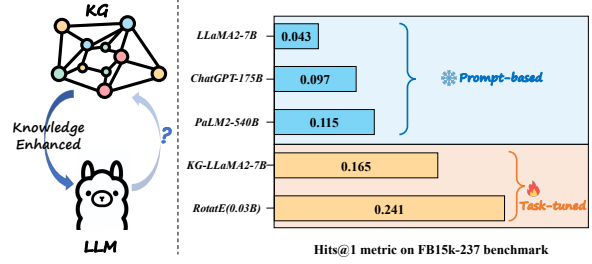 KG
Knowledge
Enhanced
?
LLM
LLaMA2-7B
0.043
ChatGPT-175B
0.097
Prompt-based
PaLM2-540B
0.115
KG-LLaMA2-7B
0.165
RotatE(0.03B)
0.241
Task-tuned
Hits@1 metric on FB15k-237 benchmark